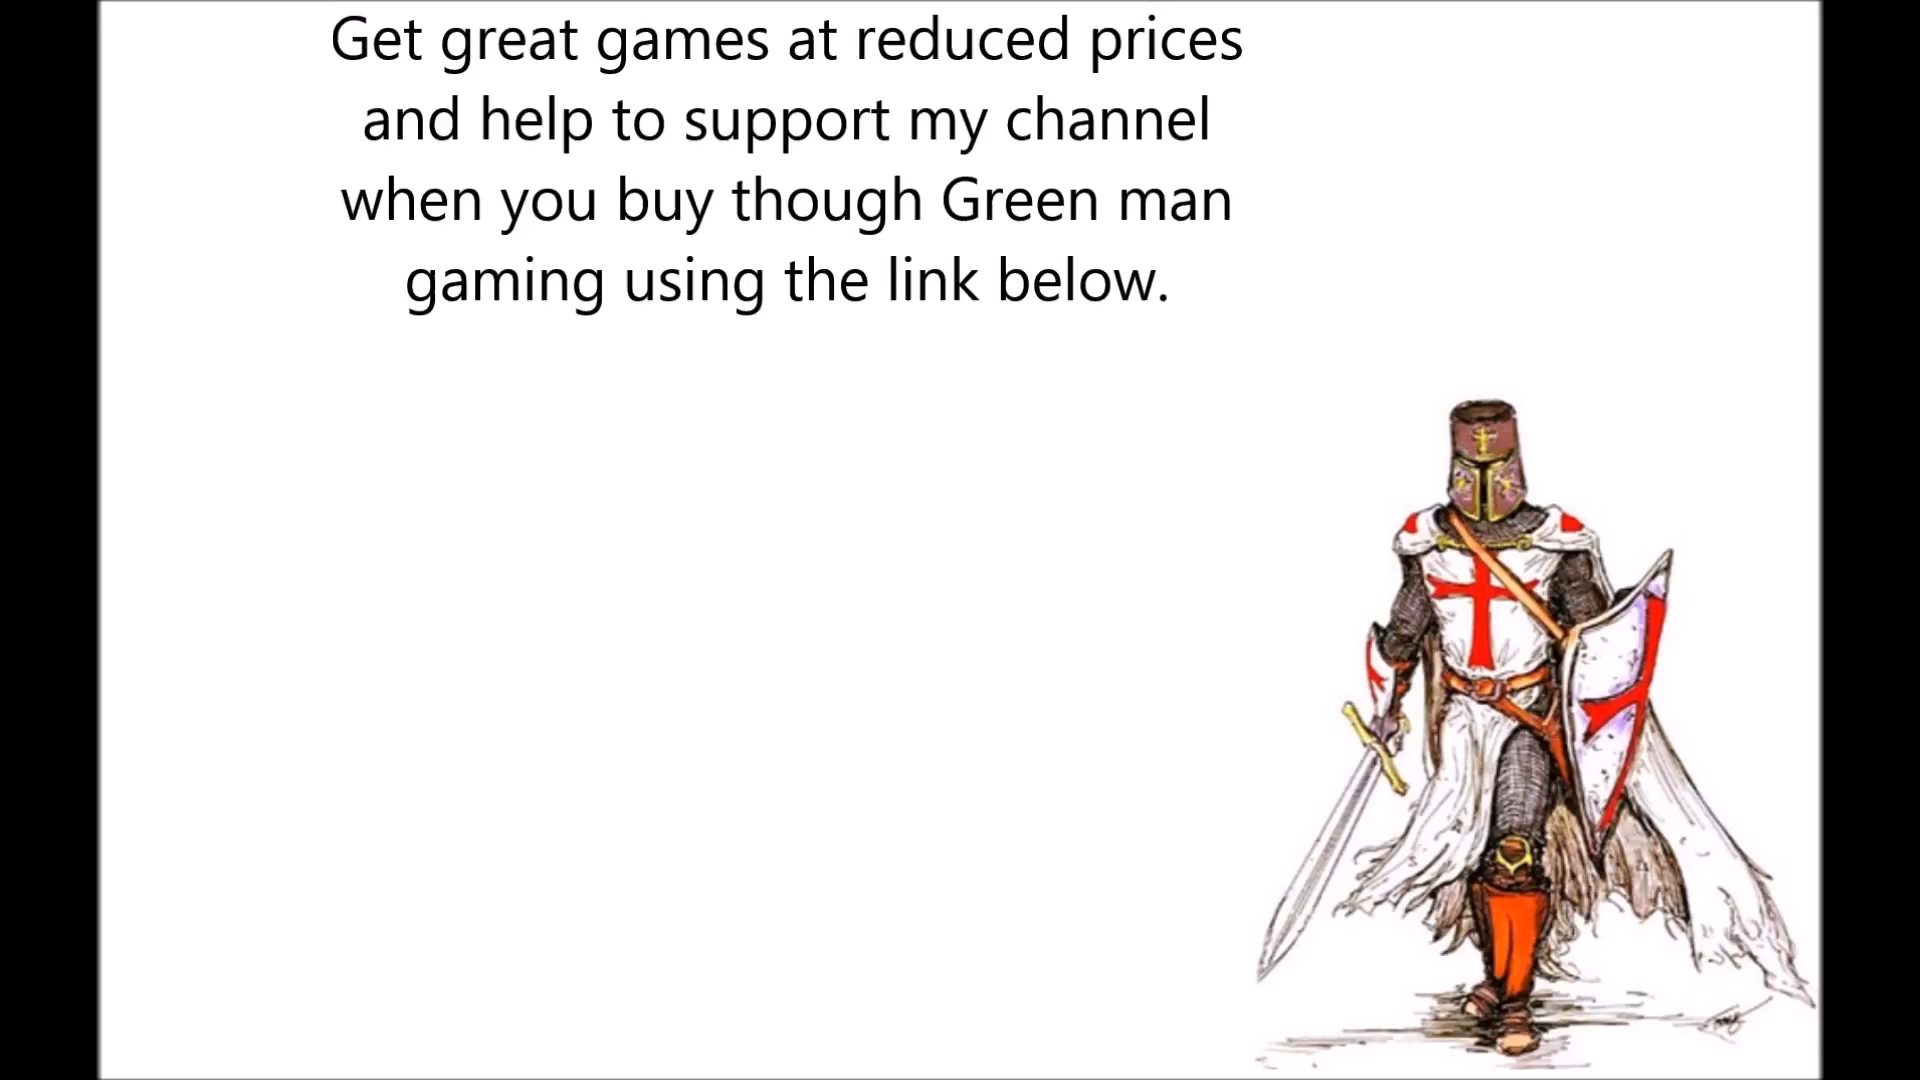 Get great games at reduced prices
and help to support my channel
when you buy though Green man
gaming using the link below.